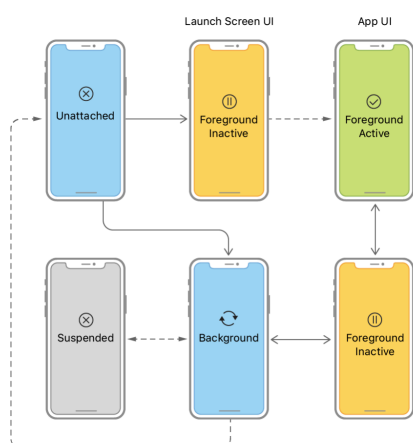 Launch Screen UI
App UI
Unattached
Foreground
Inactive
Foreground
Active
Suspended
Background
Foreground
Inactive